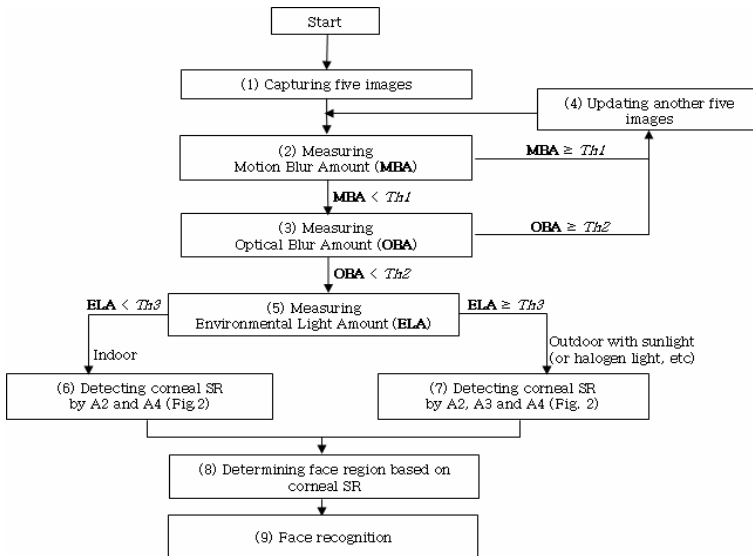 Start
(1) Capturing five images
(4) Updating another five
images
(2) Measuring
Motion Blur Amount (MBA)
MBA ≥ Th1
MBA < Th1
(3) Measuring
Optical Blur Amount (OBA)
OBA ≥ Th2
OBA < Th2
ELA < Th3
(5) Measuring
Environmental Light Amount (ELA)
ELA ≥ Th3
Indoor
Outdoor with sunlight
(or halogen light, etc)
(6) Detecting corneal SR
by A2 and A4 (Fig.2)
(7) Detecting corneal SR
by A2, A3 and A4 (Fig. 2)
(8) Determining face region based on
corneal SR
(9) Face recognition